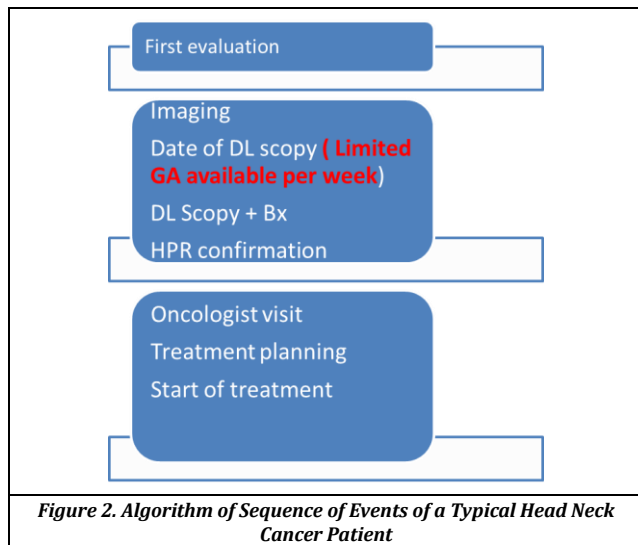 First evaluation
Imaging
Date of DL scopy ( Limited
GA available per week)
DL Scopy + Bx
HPR confirmation
Oncologist visit
Treatment planning
Start of treatment
Figure 2. Algorithm of Sequence of Events of a Typical Head Neck
Cancer Patient